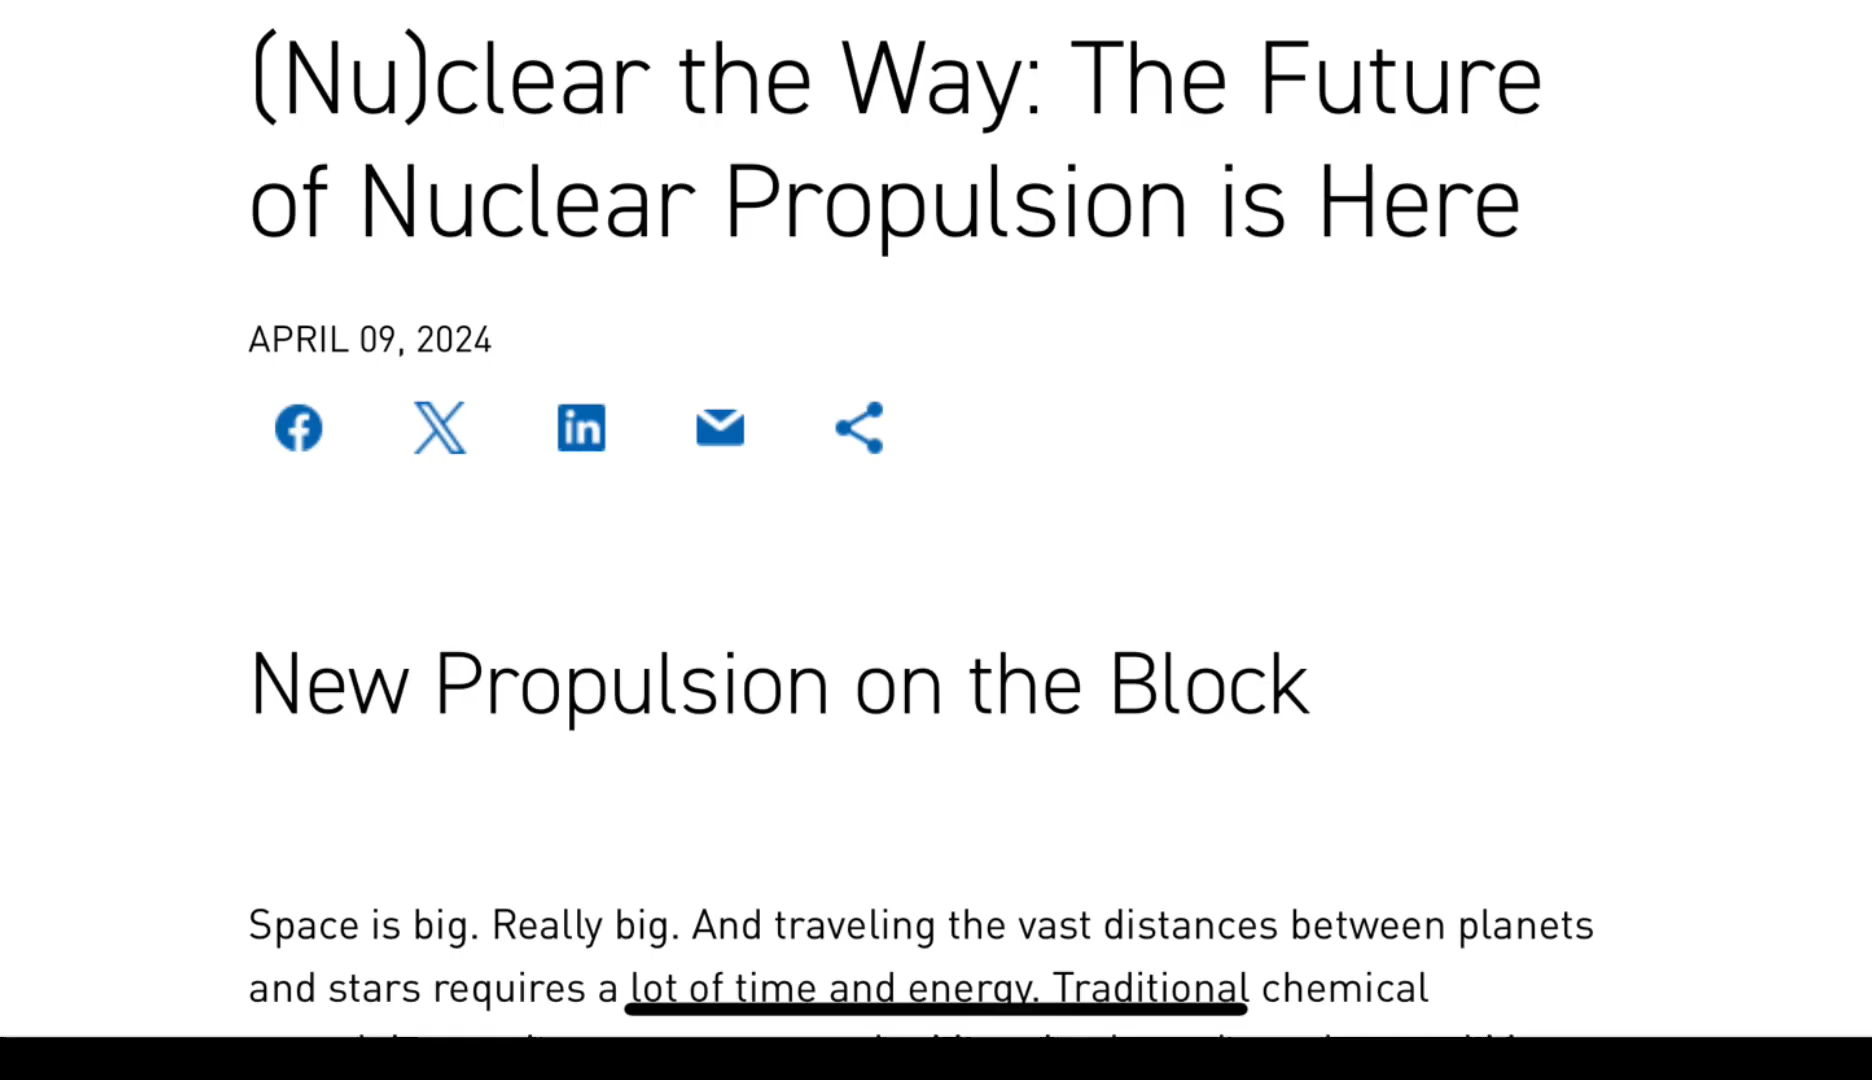 (Nu)clear the Way: The Future
of Nuclear Propulsion is Here
APRIL 09, 2024
New Propulsion on the Block
Space is big. Really big. And traveling the vast distances between planets
and stars requires a lot of time and energy. Traditional chemical